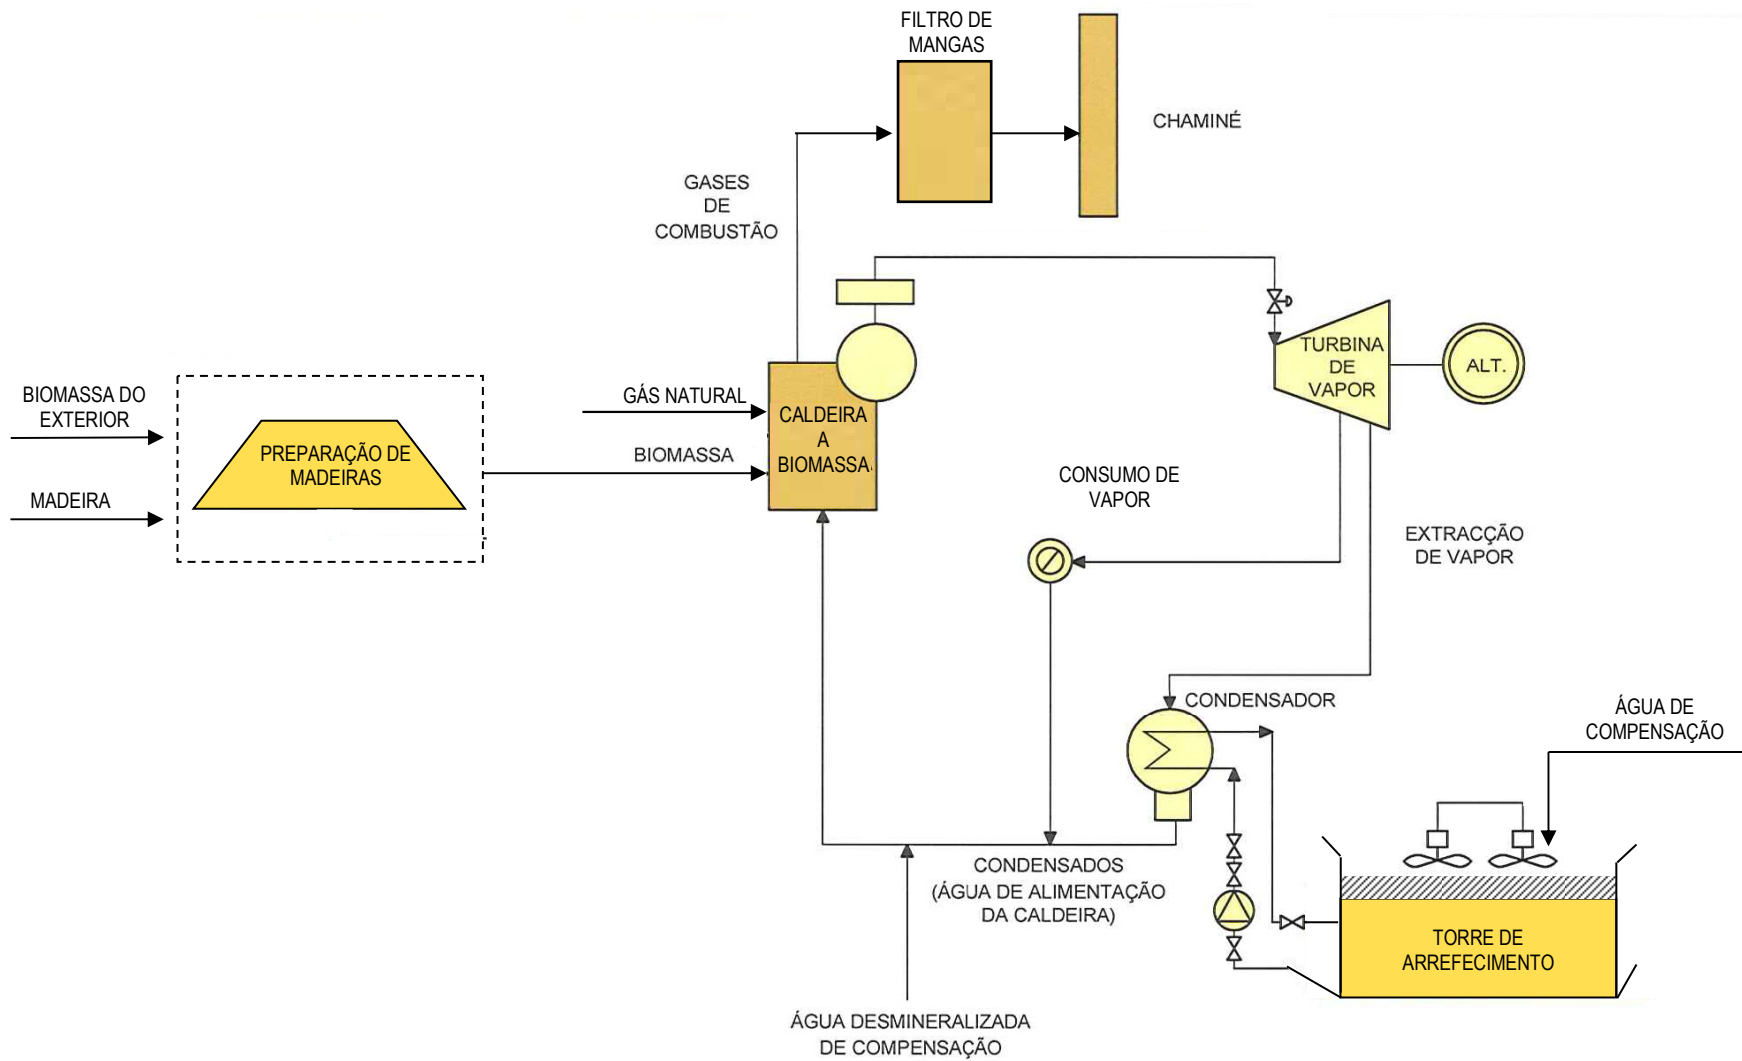 FILTRO DE
MANGAS
CHAMINÉ
GASES
DE
COMBUSTÃO
TURBINA
DE
VAPOR
ALT.
BIOMASSA DO
EXTERIOR
MADEIRA
PREPARAÇÃO DE
MADEIRAS
GÁS NATURAL
BIOMASSA
CALDEIRA
A
BIOMASSA
CONSUMO DE
VAPOR
EXTRACÇÃO
DE VAPOR
CONDENSADOR
ÁGUA DE
COMPENSAÇÃO
CONDENSADOS
(ÁGUA DE ALIMENTAÇÃO
DA CALDEIRA)
TORRE DE
ARREFECIMENTO
ÁGUA DESMINERALIZADA
DE COMPENSAÇÃO